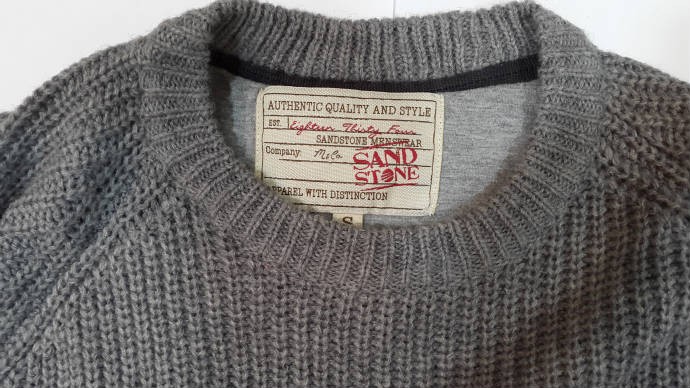 AUTHENTIC QUALITY AND STYLE
EST. Eighteen Thirty Four
SANDSTONE MENSWEAR
Company M&Co.
SAND
STONE
APPAREL WITH DISTINCTION
S